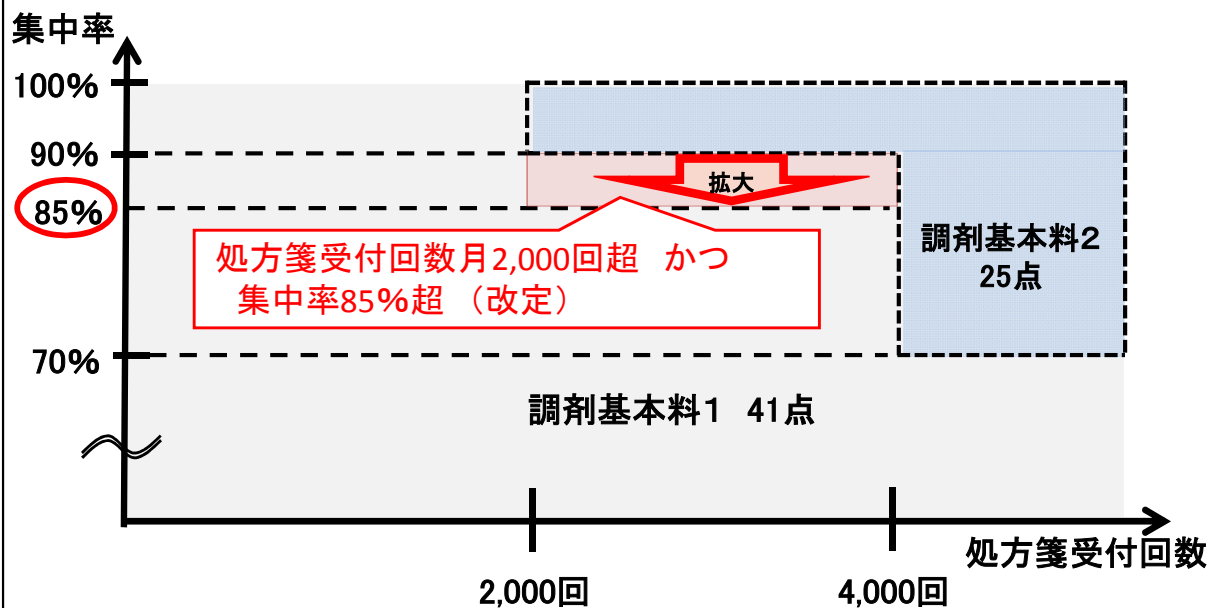 集中率
100%
90%
85%
70%
拡大
処方箋受付回数月2,000回超　かつ
集中率85%超　（改定）
調剤基本料２
25点
調剤基本料１　41点
2,000回
4,000回
処方箋受付回数